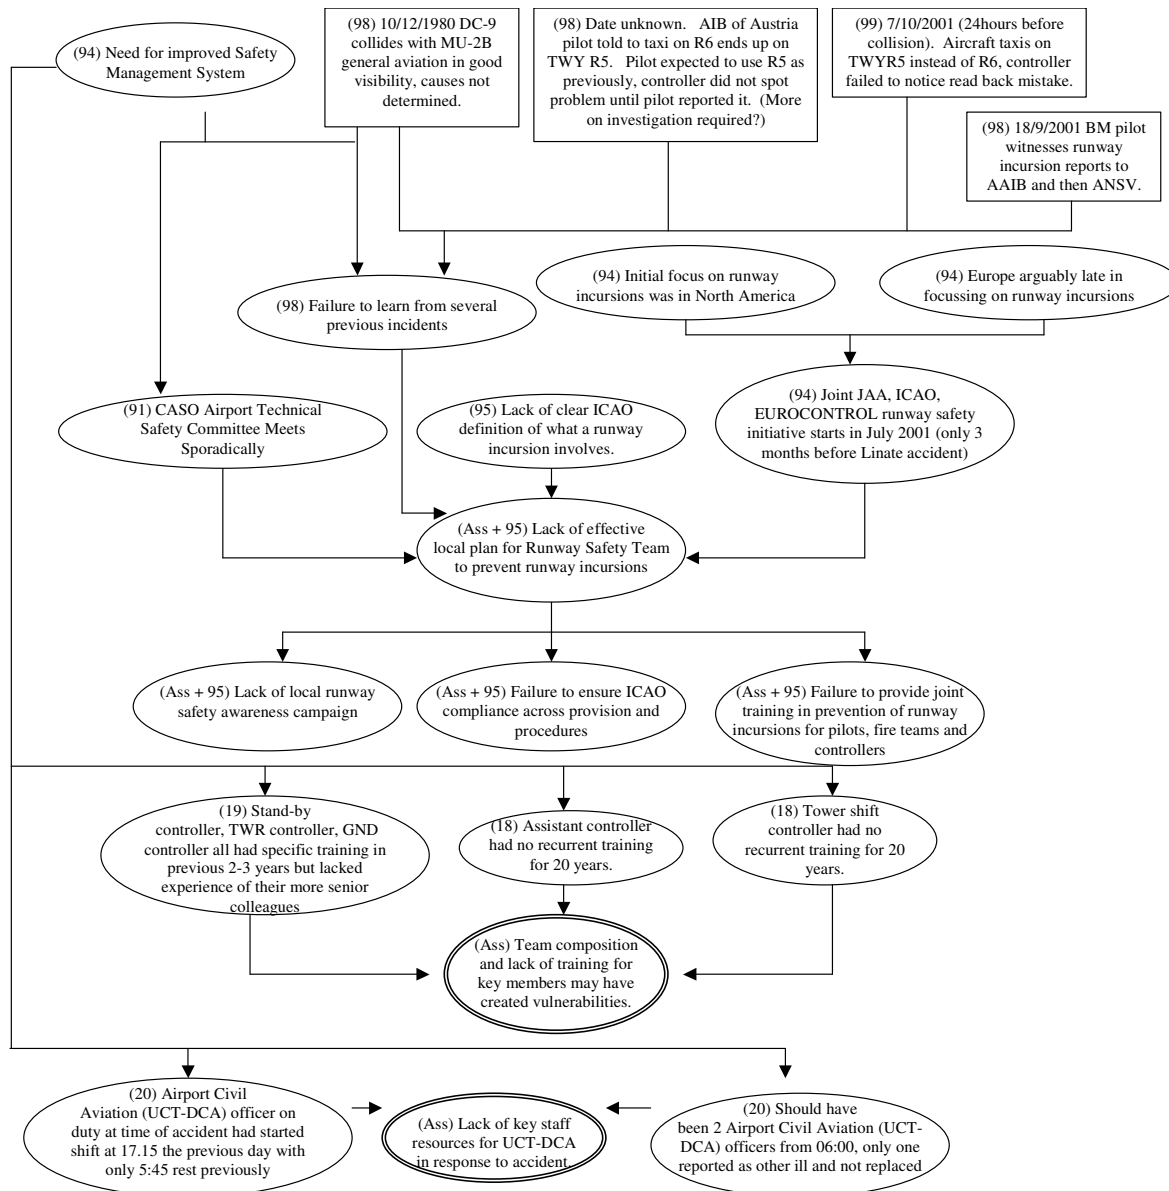 (94) Need for improved Safety
Management System
(98) 10/12/1980 DC-9
collides with MU-2B
general aviation in good
visibility, causes not
determined.
(98) Date unknown.   AIB of Austria
pilot told to taxi on R6 ends up on
TWY R5.   Pilot expected to use R5 as
previously, controller did not spot
problem until pilot reported it.  (More
on investigation required?)
(99) 7/10/2001 (24hours before
collision).  Aircraft taxis on
TWYR5 instead of R6, controller
failed to notice read back mistake.
(98) 18/9/2001 BM pilot
witnesses runway
incursion reports to
AAIB and then ANSV.
(98) Failure to learn from several
previous incidents
(94) Initial focus on runway
incursions was in North America
(94) Europe arguably late in
focussing on runway incursions
(91) CASO Airport Technical
Safety Committee Meets
Sporadically
(95) Lack of clear ICAO
definition of what a runway
incursion involves.
(94) Joint JAA, ICAO,
EUROCONTROL runway safety
initiative starts in July 2001 (only 3
months before Linate accident)
(Ass + 95) Lack of effective
local plan for Runway Safety Team
to prevent runway incursions
(Ass + 95) Lack of local runway
safety awareness campaign
(Ass + 95) Failure to ensure ICAO
compliance across provision and
procedures
(Ass + 95) Failure to provide joint
training in prevention of runway
incursions for pilots, fire teams and
controllers
(19) Stand-by
controller, TWR controller, GND
controller all had specific training in
previous 2-3 years but lacked
experience of their more senior
colleagues
(18) Assistant controller
had no recurrent training
for 20 years.
(18) Tower shift
controller had no
recurrent training for 20
years.
(Ass) Team composition
and lack of training for
key members may have
created vulnerabilities.
(20) Airport Civil
Aviation (UCT-DCA) officer on
duty at time of accident had started
shift at 17.15 the previous day with
only 5:45 rest previously
(Ass) Lack of key staff
resources for UCT-DCA
in response to accident.
(20) Should have
been 2 Airport Civil Aviation (UCT-
DCA) officers from 06:00, only one
reported as other ill and not replaced